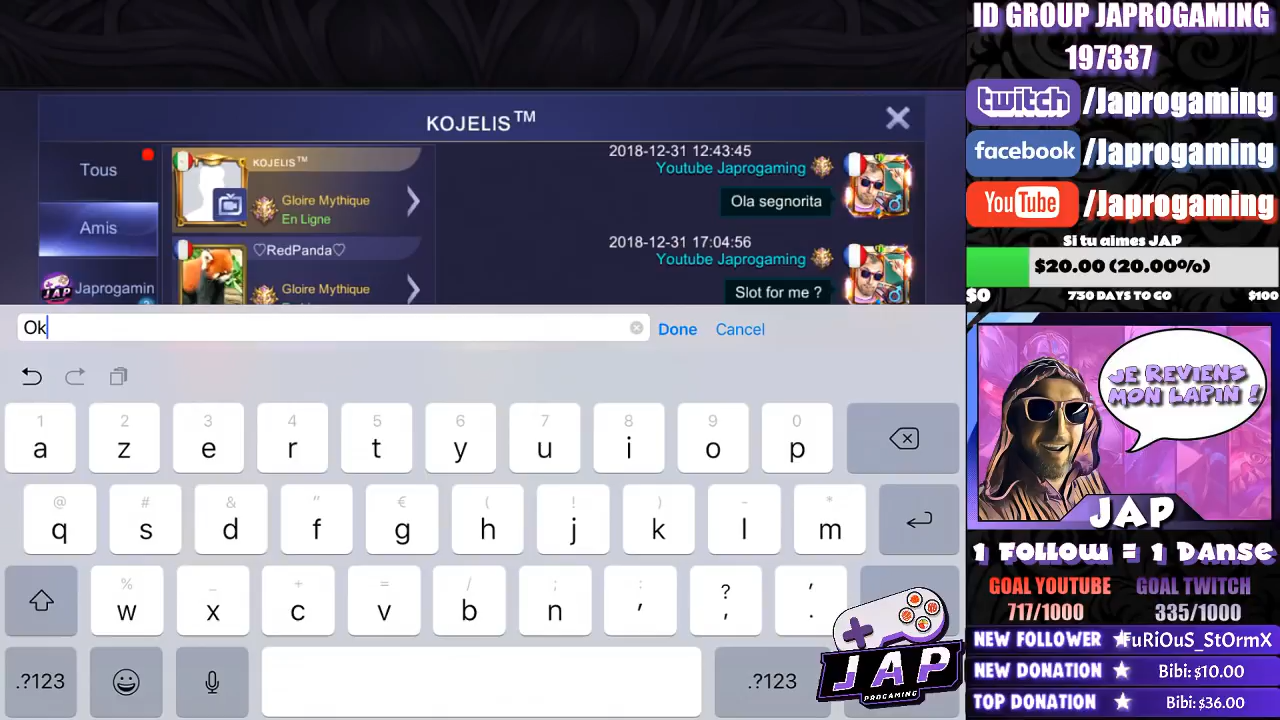 KOJELIS™
Tous
Amis
Japrogamin
KOJELIS™
Gloire Mythique
En Ligne
♡RedPanda♡
Gloire Mythique
2018-12-31 12:43:45
Youtube Japrogaming
Ola segnorita
2018-12-31 17:04:56
Youtube Japrogaming
Slot for me ?
Ok
Done Cancel
1 2 3 4 5 6 7 8 9 0
a z e r t y u i o p
@ # & " € ( ! ) - *
q s d f g h j k l m
% _ + = / ; : ? '
w x c v b n ' , .
.?123 .?123
JAP
PROGAMING
ID GROUP JAPROGAMING
197337
twitch /Japrogaming
facebook /Japrogaming
YouTube /Japrogaming
Si tu aimes JAP
$20.00 (20.00%)
$0 730 DAYS TO GO $100
JE REVIENS
MON LAPIN !
JAP
1 Follow = 1 Danse
GOAL YOUTUBE GOAL TWITCH
717/1000 335/1000
NEW FOLLOWER ★ FuRiOuS_StOrmX
NEW DONATION ★ Bibi: $10.00
TOP DONATION ★ Bibi: $36.00